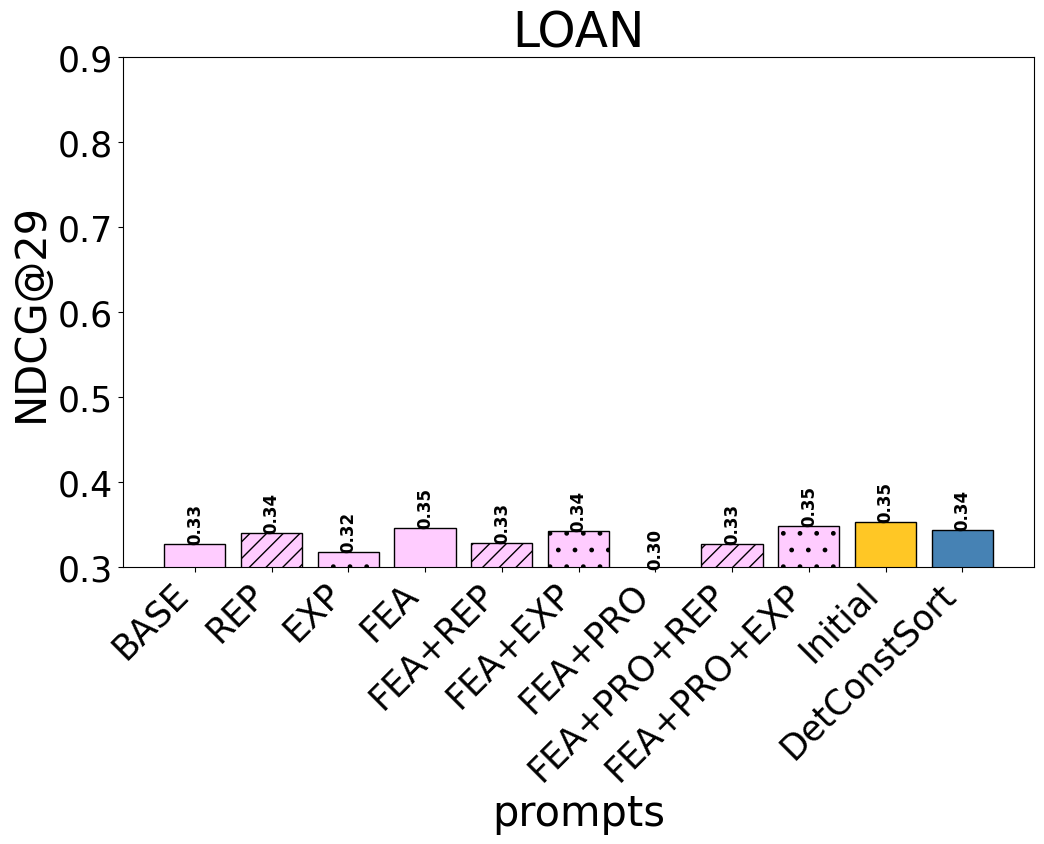 LOAN
NDCG@29
0.9
0.8
0.7
0.6
0.5
0.4
0.3
0.33
0.34
0.32
0.35
0.33
0.34
0.30
0.33
0.35
0.35
0.34
BASE
REP
EXP
FEA
FEA+REP
FEA+EXP
FEA+PRO
FEA+PRO+REP
FEA+PRO+EXP
Initial
DetConstSort
prompts